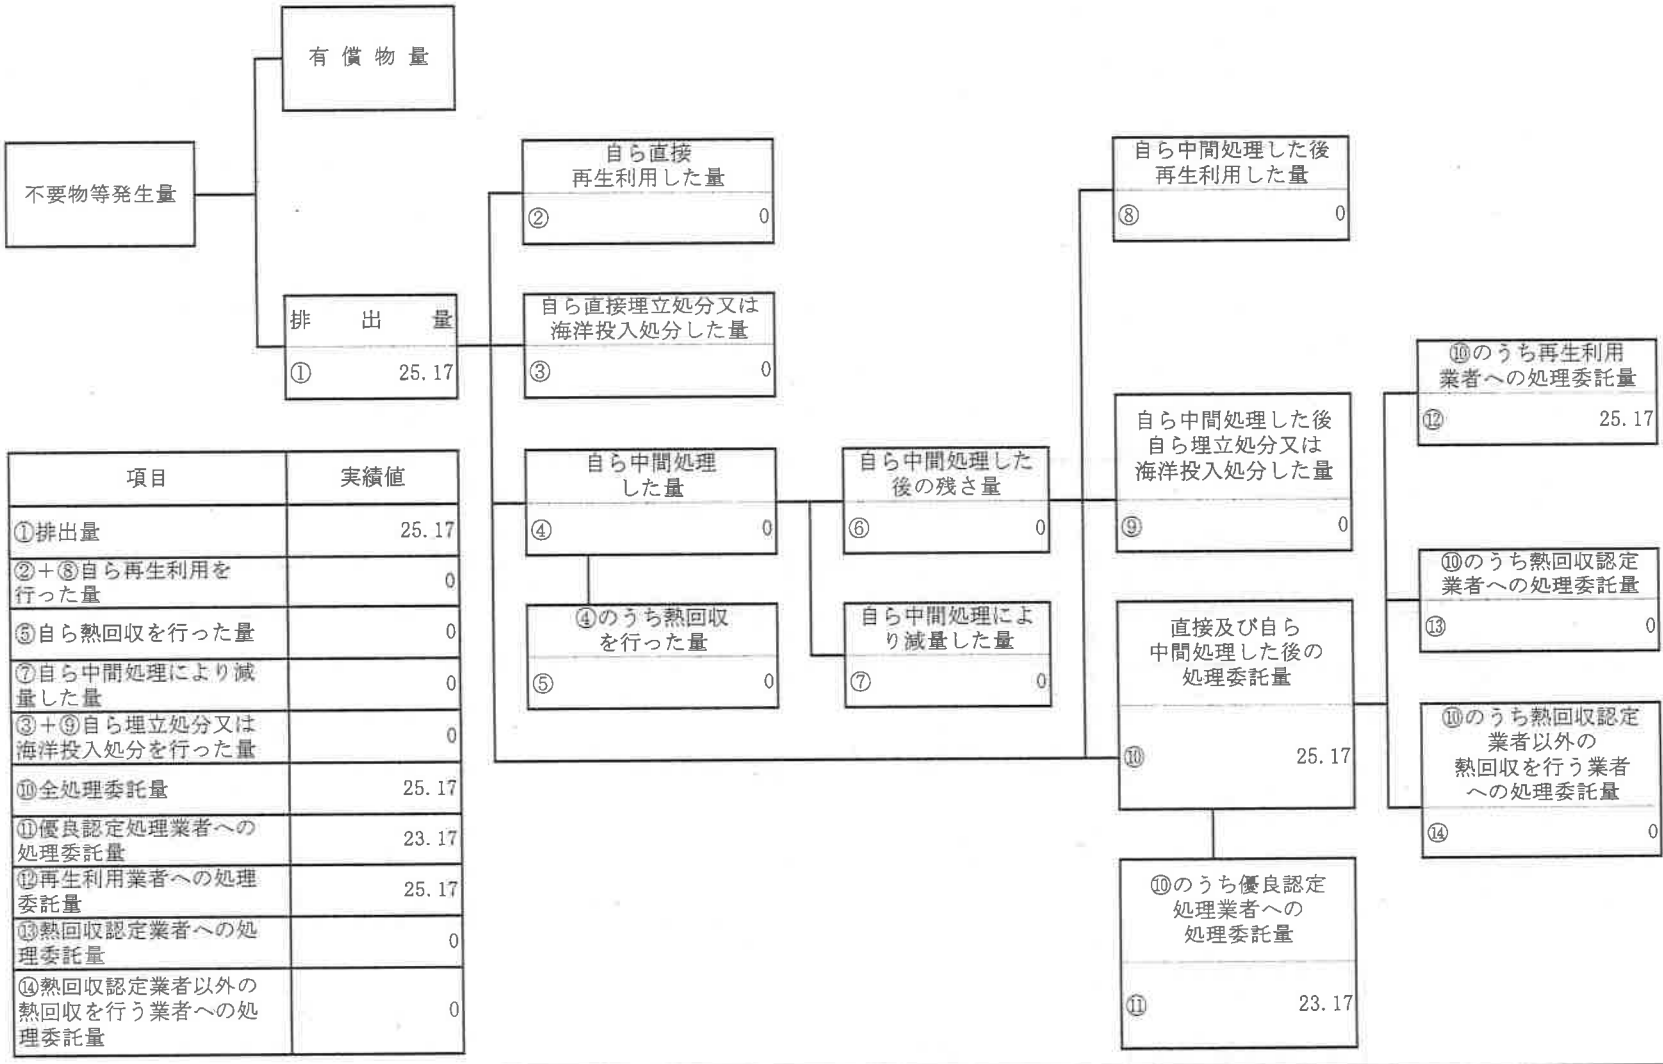 有償物量
不要物等発生量
排出量
① 25.17
自ら直接
再生利用した量
② 0
自ら直接埋立処分又は
海洋投入処分した量
③ 0
自ら中間処理
した量
④ 0
④のうち熱回収
を行った量
⑤ 0
自ら中間処理した
後の残さ量
⑥ 0
自ら中間処理によ
り減量した量
⑦ 0
自ら中間処理した後
再生利用した量
⑧ 0
自ら中間処理した後
自ら埋立処分又は
海洋投入処分した量
⑨ 0
直接及び自ら
中間処理した後の
処理委託量
⑩ 25.17
⑩のうち優良認定
処理業者への
処理委託量
⑪ 23.17
⑩のうち再生利用
業者への処理委託量
⑫ 25.17
⑩のうち熱回収認定
業者への処理委託量
⑬ 0
⑩のうち熱回収認定
業者以外の
熱回収を行う業者
への処理委託量
⑭ 0
項目 実績値
①排出量 25.17
②+⑧自ら再生利用を
行った量 0
⑤自ら熱回収を行った量 0
⑦自ら中間処理により減
量した量 0
③+⑨自ら埋立処分又は
海洋投入処分を行った量 0
⑩全処理委託量 25.17
⑪優良認定処理業者への
処理委託量 23.17
⑫再生利用業者への処理
委託量 25.17
⑬熱回収認定業者への処
理委託量 0
⑭熱回収認定業者以外の
熱回収を行う業者への処
理委託量 0